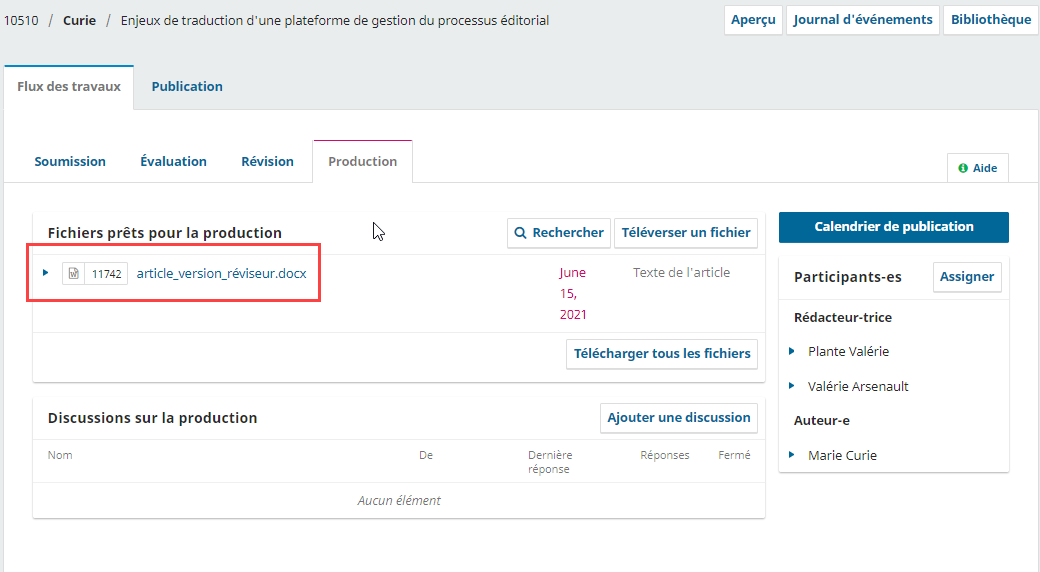 10510 / Curie / Enjeux de traduction d'une plateforme de gestion du processus éditorial
Aperçu
Journal d'événements
Bibliothèque
Flux des travaux
Publication
Soumission
Évaluation
Révision
Production
Aide
Fichiers prêts pour la production
Rechercher
Téléverser un fichier
11742 article_version_réviseur.docx
June
15,
2021
Texte de l'article
Télécharger tous les fichiers
Discussions sur la production
Ajouter une discussion
Nom
De
Dernière
réponse
Réponses
Fermé
Aucun élément
Calendrier de publication
Participants-es
Assigner
Rédacteur-trice
Plante Valérie
Valérie Arsenault
Auteur-e
Marie Curie